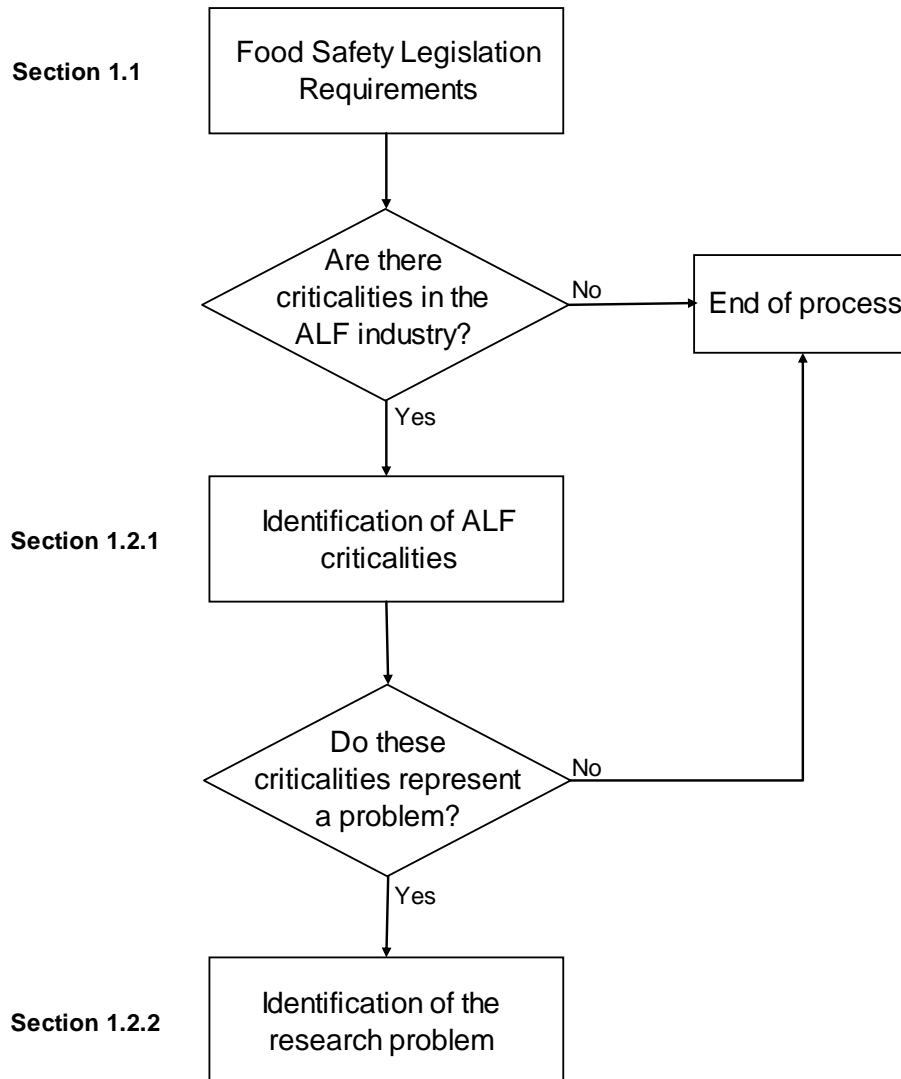 Section 1.1
Food Safety Legislation
Requirements
Are there
criticalities in the
ALF industry?
No
End of process
Yes
Section 1.2.1
Identification of ALF
criticalities
Do these
criticalities represent
a problem?
No
Yes
Section 1.2.2
Identification of the
research problem